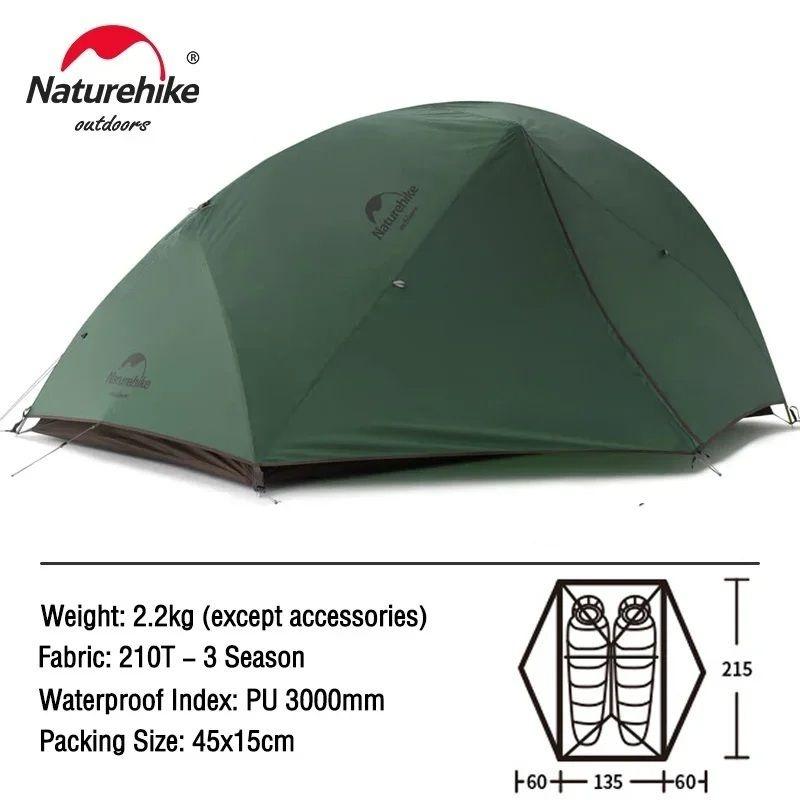 Naturehike®
outdoors
Naturehike
outdoors
Naturehike
Weight: 2.2kg (except accessories)
Fabric: 210T – 3 Season
Waterproof Index: PU 3000mm
Packing Size: 45x15cm
215
60
135
60